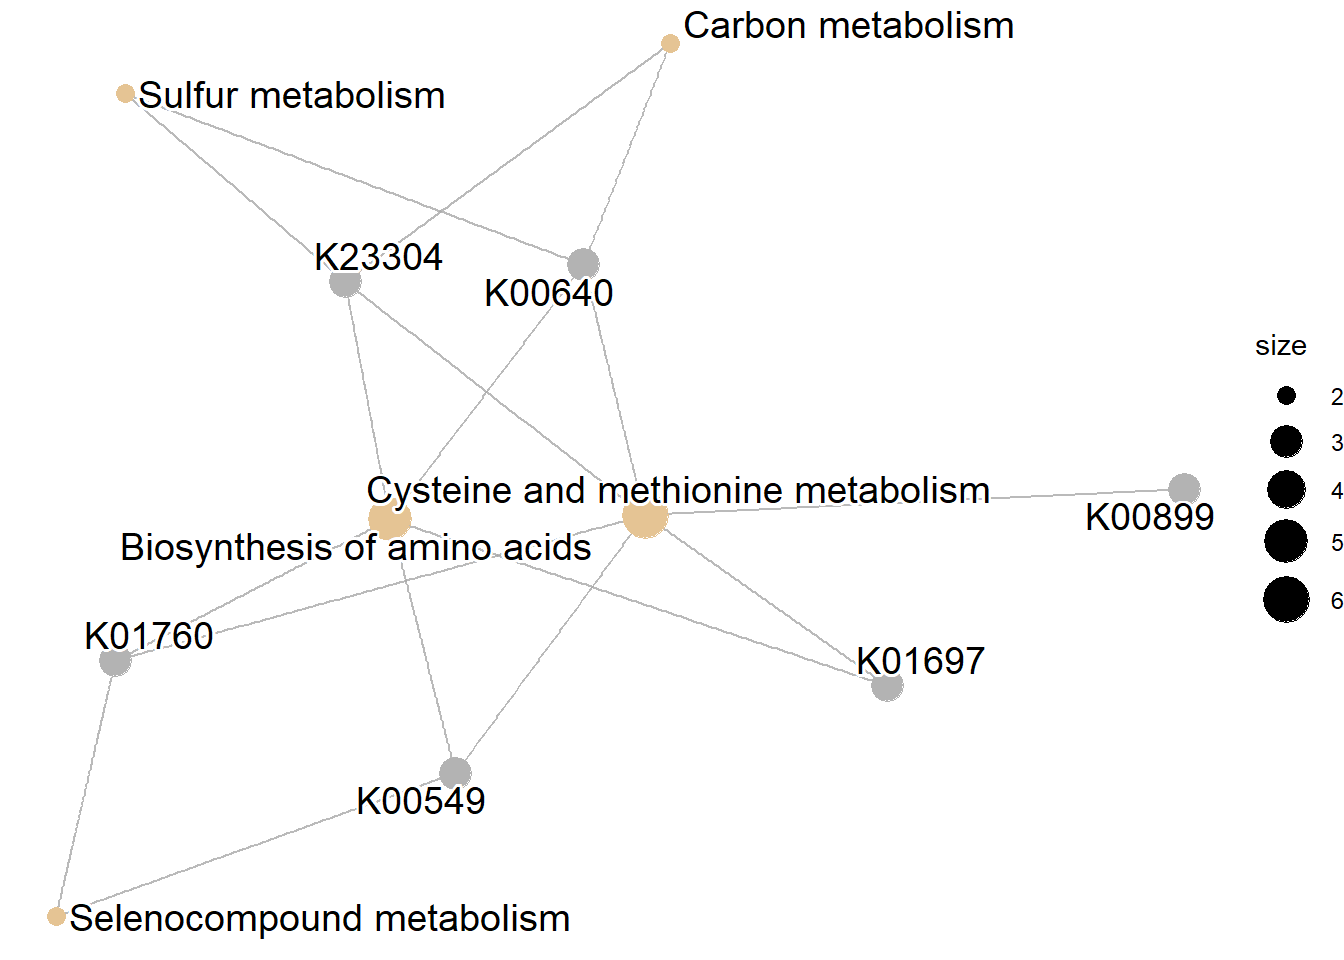 Carbon metabolism
Sulfur metabolism
K23304
K00640
size
2
3
4
5
6
Cysteine and methionine metabolism
K00899
Biosynthesis of amino acids
K01760
K01697
K00549
Selenocompound metabolism